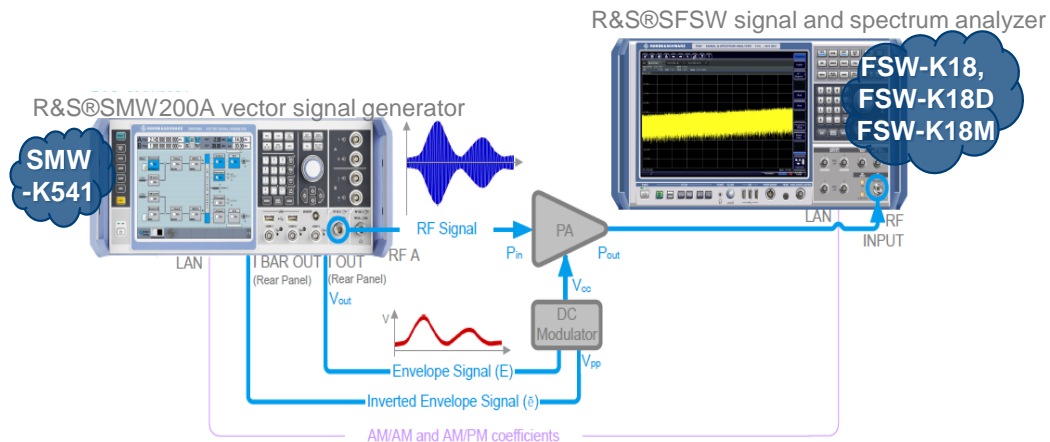 R&S®SFSW signal and spectrum analyzer
FSW-K18,
FSW-K18D
FSW-K18M
R&S®SMW200A vector signal generator
SMW
-K541
RF Signal
PA
Pin
Pout
LAN
RF
INPUT
LAN
I BAR OUT
(Rear Panel)
I OUT
(Rear Panel)
RF A
Vout
Vcc
V
DC
Modulator
Vpp
Envelope Signal (E)
Inverted Envelope Signal (ē)
AM/AM and AM/PM coefficients